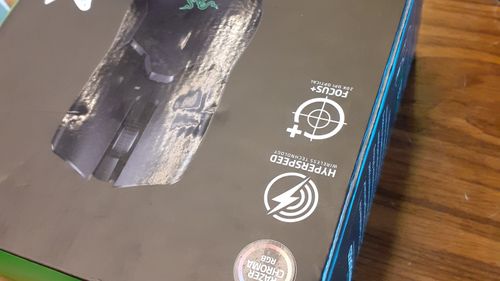 FOCUS+
20K DPI OPTICAL
HYPERSPEED
WIRELESS TECHNOLOGY
RAZER
CHROMA
RGB